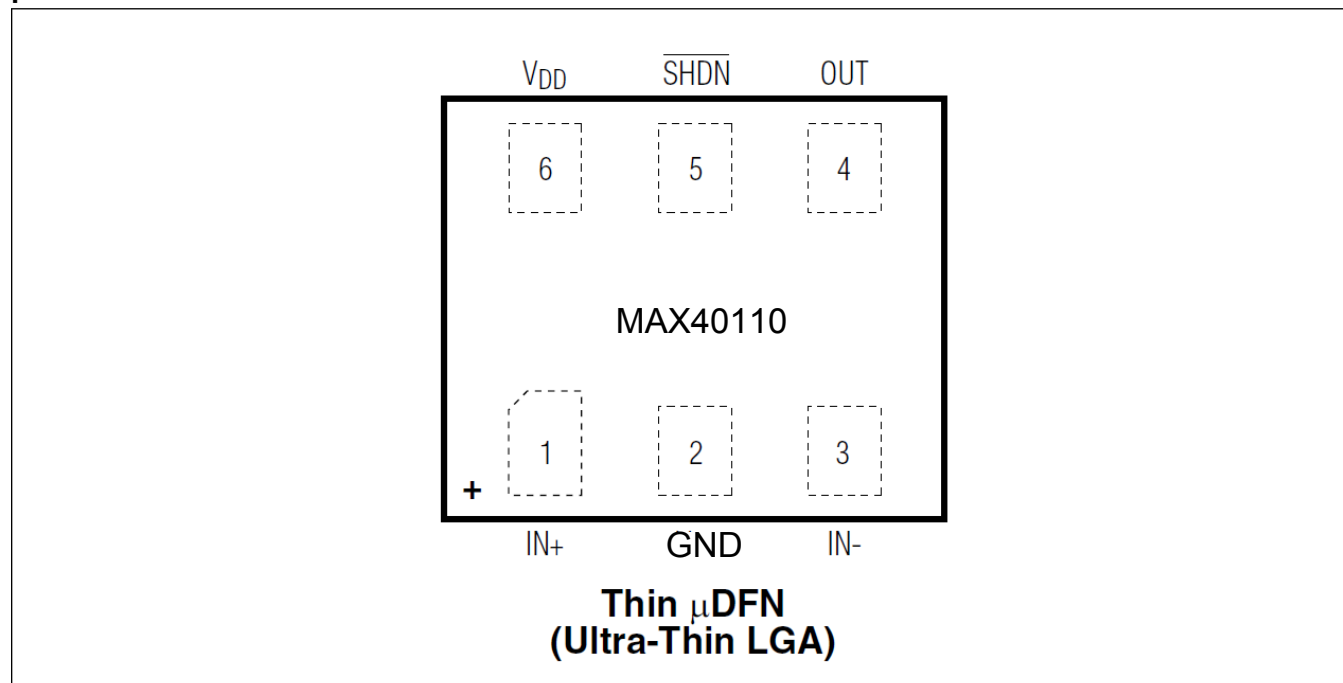 VDD SHDN OUT
6 5 4
MAX40110
1 2 3
+
IN+ GND IN-
Thin μDFN
(Ultra-Thin LGA)